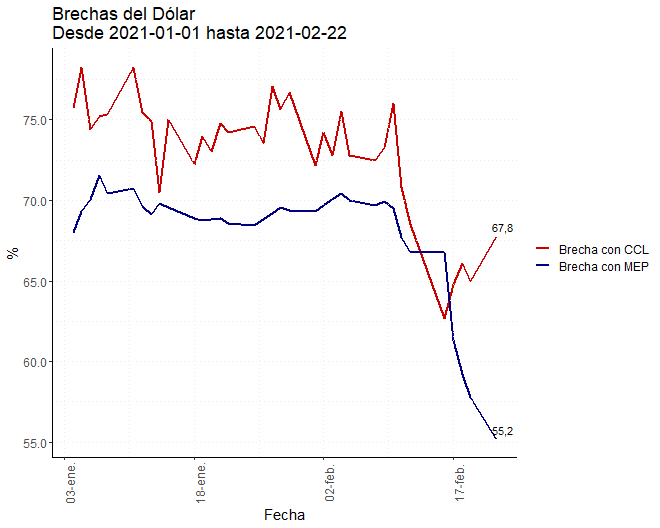 Brechas del Dólar
Desde 2021-01-01 hasta 2021-02-22
75.0
70.0
65.0
60.0
55.0
%
67,8
55,2
Brecha con CCL
Brecha con MEP
03-ene.
18-ene.
02-feb.
17-feb.
Fecha